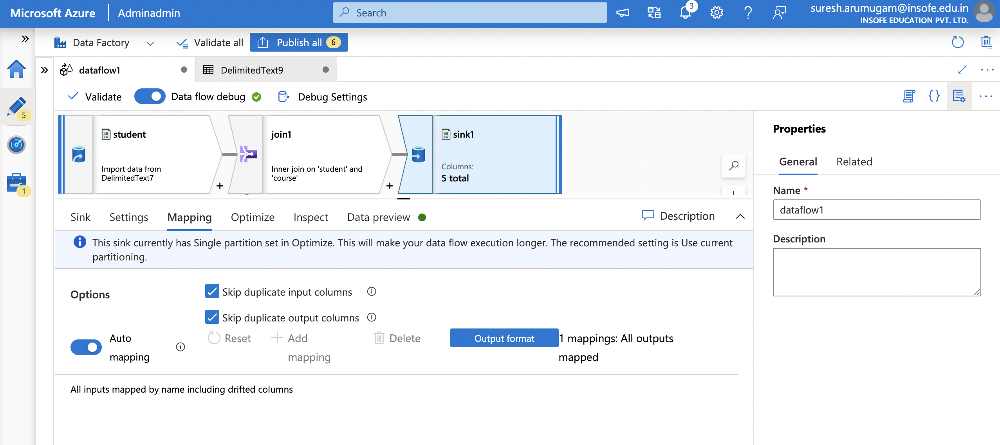 Microsoft Azure
Adminadmin
Search
3
suresh.arumugam@insofe.edu.in
INSOFE EDUCATION PVT. LTD.
Data Factory
Validate all
Publish all 6
dataflow1
DelimitedText9
5
1
Validate
Data flow debug
Debug Settings
student
Import data from
DelimitedText7
+
join1
Inner join on 'student' and
'course'
+
sink1
Columns:
5 total
CSV
CSV
Sink
Settings
Mapping
Optimize
Inspect
Data preview
Description
This sink currently has Single partition set in Optimize. This will make your data flow execution longer. The recommended setting is Use current
partitioning.
Options
Skip duplicate input columns
Skip duplicate output columns
Auto
mapping
Reset
Add
mapping
Delete
Output format
1 mappings: All outputs
mapped
All inputs mapped by name including drifted columns
Properties
General
Related
Name *
dataflow1
Description